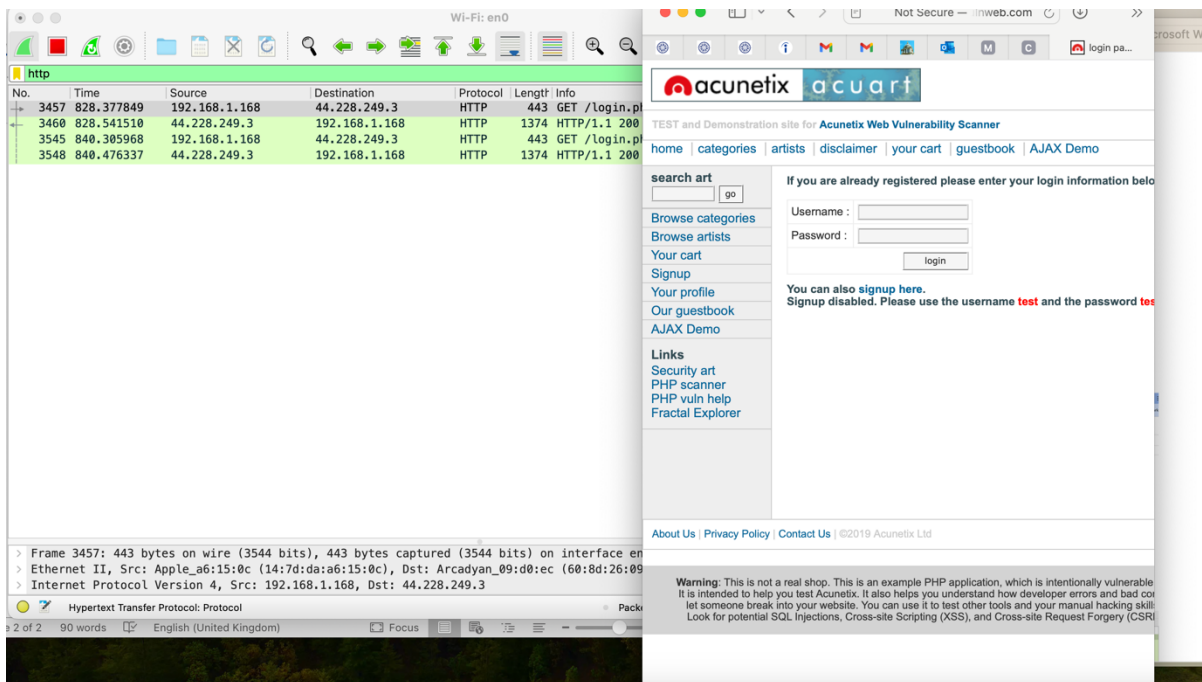 Wi-Fi: en0
http
No. Time Source Destination Protocol Length Info
3457 828.377849 192.168.1.168 44.228.249.3 HTTP 443 GET /login.ph
3460 828.541510 44.228.249.3 192.168.1.168 HTTP 1374 HTTP/1.1 200
3545 840.305968 192.168.1.168 44.228.249.3 HTTP 443 GET /login.ph
3548 840.476337 44.228.249.3 192.168.1.168 HTTP 1374 HTTP/1.1 200
> Frame 3457: 443 bytes on wire (3544 bits), 443 bytes captured (3544 bits) on interface en
> Ethernet II, Src: Apple_a6:15:0c (14:7d:da:a6:15:0c), Dst: Arcadyan_09:d0:ec (60:8d:26:09
> Internet Protocol Version 4, Src: 192.168.1.168, Dst: 44.228.249.3
Hypertext Transfer Protocol: Protocol
Packe
2 of 2 90 words English (United Kingdom) Focus
Not Secure — lnweb.com
M M M C login pa...
crosoft W
acunetix acuart
TEST and Demonstration site for Acunetix Web Vulnerability Scanner
home | categories | artists | disclaimer | your cart | guestbook | AJAX Demo
search art
go
Browse categories
Browse artists
Your cart
Signup
Your profile
Our guestbook
AJAX Demo
Links
Security art
PHP scanner
PHP vuln help
Fractal Explorer
If you are already registered please enter your login information belo
Username :
Password :
login
You can also signup here.
Signup disabled. Please use the username test and the password tes
About Us | Privacy Policy | Contact Us | ©2019 Acunetix Ltd
Warning: This is not a real shop. This is an example PHP application, which is intentionally vulnerable
It is intended to help you test Acunetix. It also helps you understand how developer errors and bad con
let someone break into your website. You can use it to test other tools and your manual hacking skill
Look for potential SQL Injections, Cross-site Scripting (XSS), and Cross-site Request Forgery (CSRF